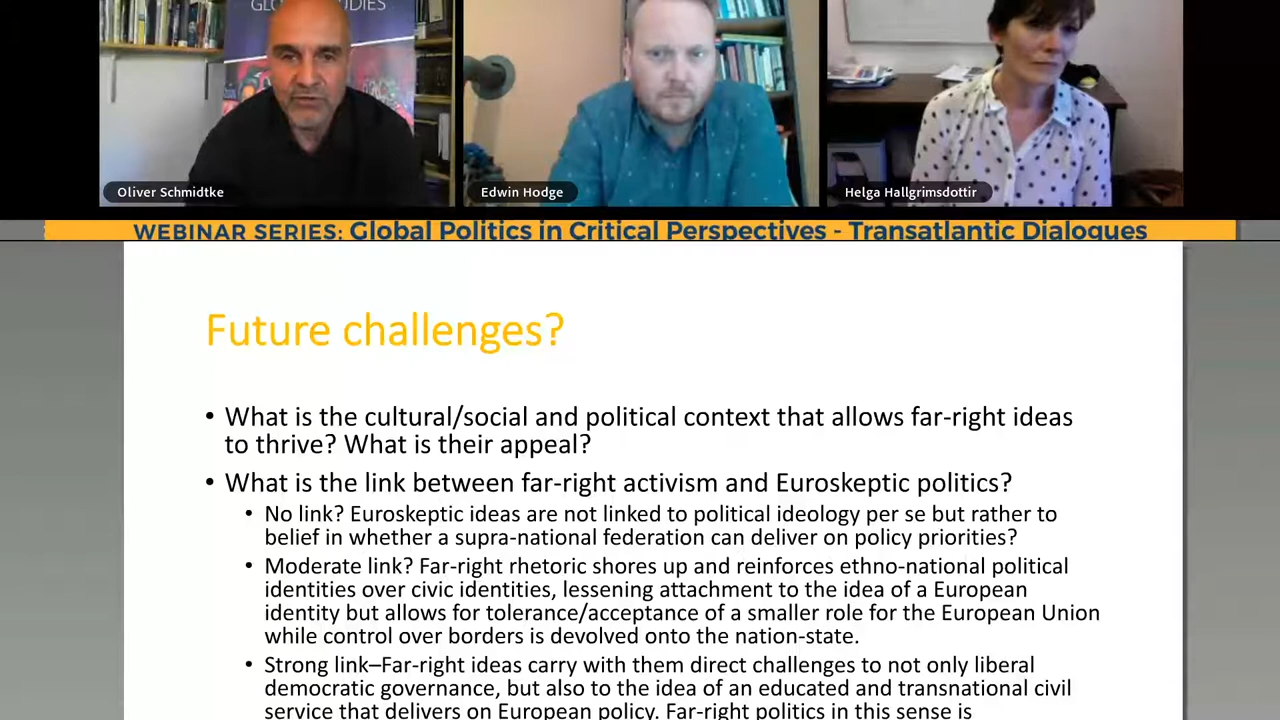 GLOBAL STUDIES
Oliver Schmidtke
Edwin Hodge
Helga Hallgrimsdottir
WEBINAR SERIES: Global Politics in Critical Perspectives - Transatlantic Dialogues
Future challenges?
• What is the cultural/social and political context that allows far-right ideas
to thrive? What is their appeal?
• What is the link between far-right activism and Euroskeptic politics?
• No link? Euroskeptic ideas are not linked to political ideology per se but rather to
belief in whether a supra-national federation can deliver on policy priorities?
• Moderate link? Far-right rhetoric shores up and reinforces ethno-national political
identities over civic identities, lessening attachment to the idea of a European
identity but allows for tolerance/acceptance of a smaller role for the European Union
while control over borders is devolved onto the nation-state.
• Strong link–Far-right ideas carry with them direct challenges to not only liberal
democratic governance, but also to the idea of an educated and transnational civil
service that delivers on European policy. Far-right politics in this sense is